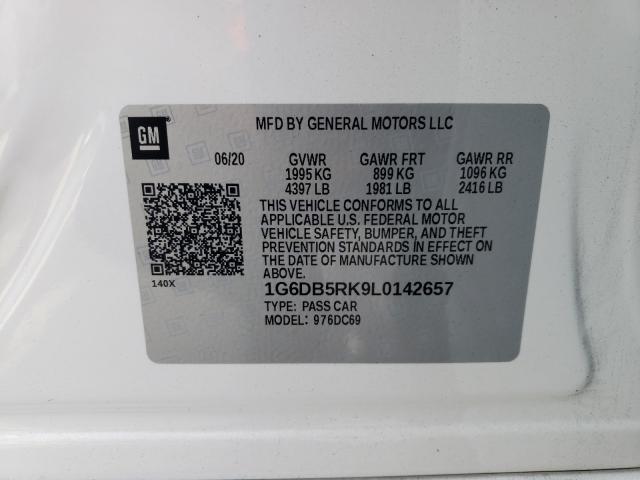 GM
MFD BY GENERAL MOTORS LLC
06/20 GVWR GAWR FRT GAWR RR
1995 KG 899 KG 1096 KG
4397 LB 1981 LB 2416 LB
THIS VEHICLE CONFORMS TO ALL
APPLICABLE U.S. FEDERAL MOTOR
VEHICLE SAFETY, BUMPER, AND THEFT
PREVENTION STANDARDS IN EFFECT ON
THE DATE OF MANUFACTURE SHOWN
ABOVE.
140X
1G6DB5RK9L0142657
TYPE: PASS CAR
MODEL: 976DC69